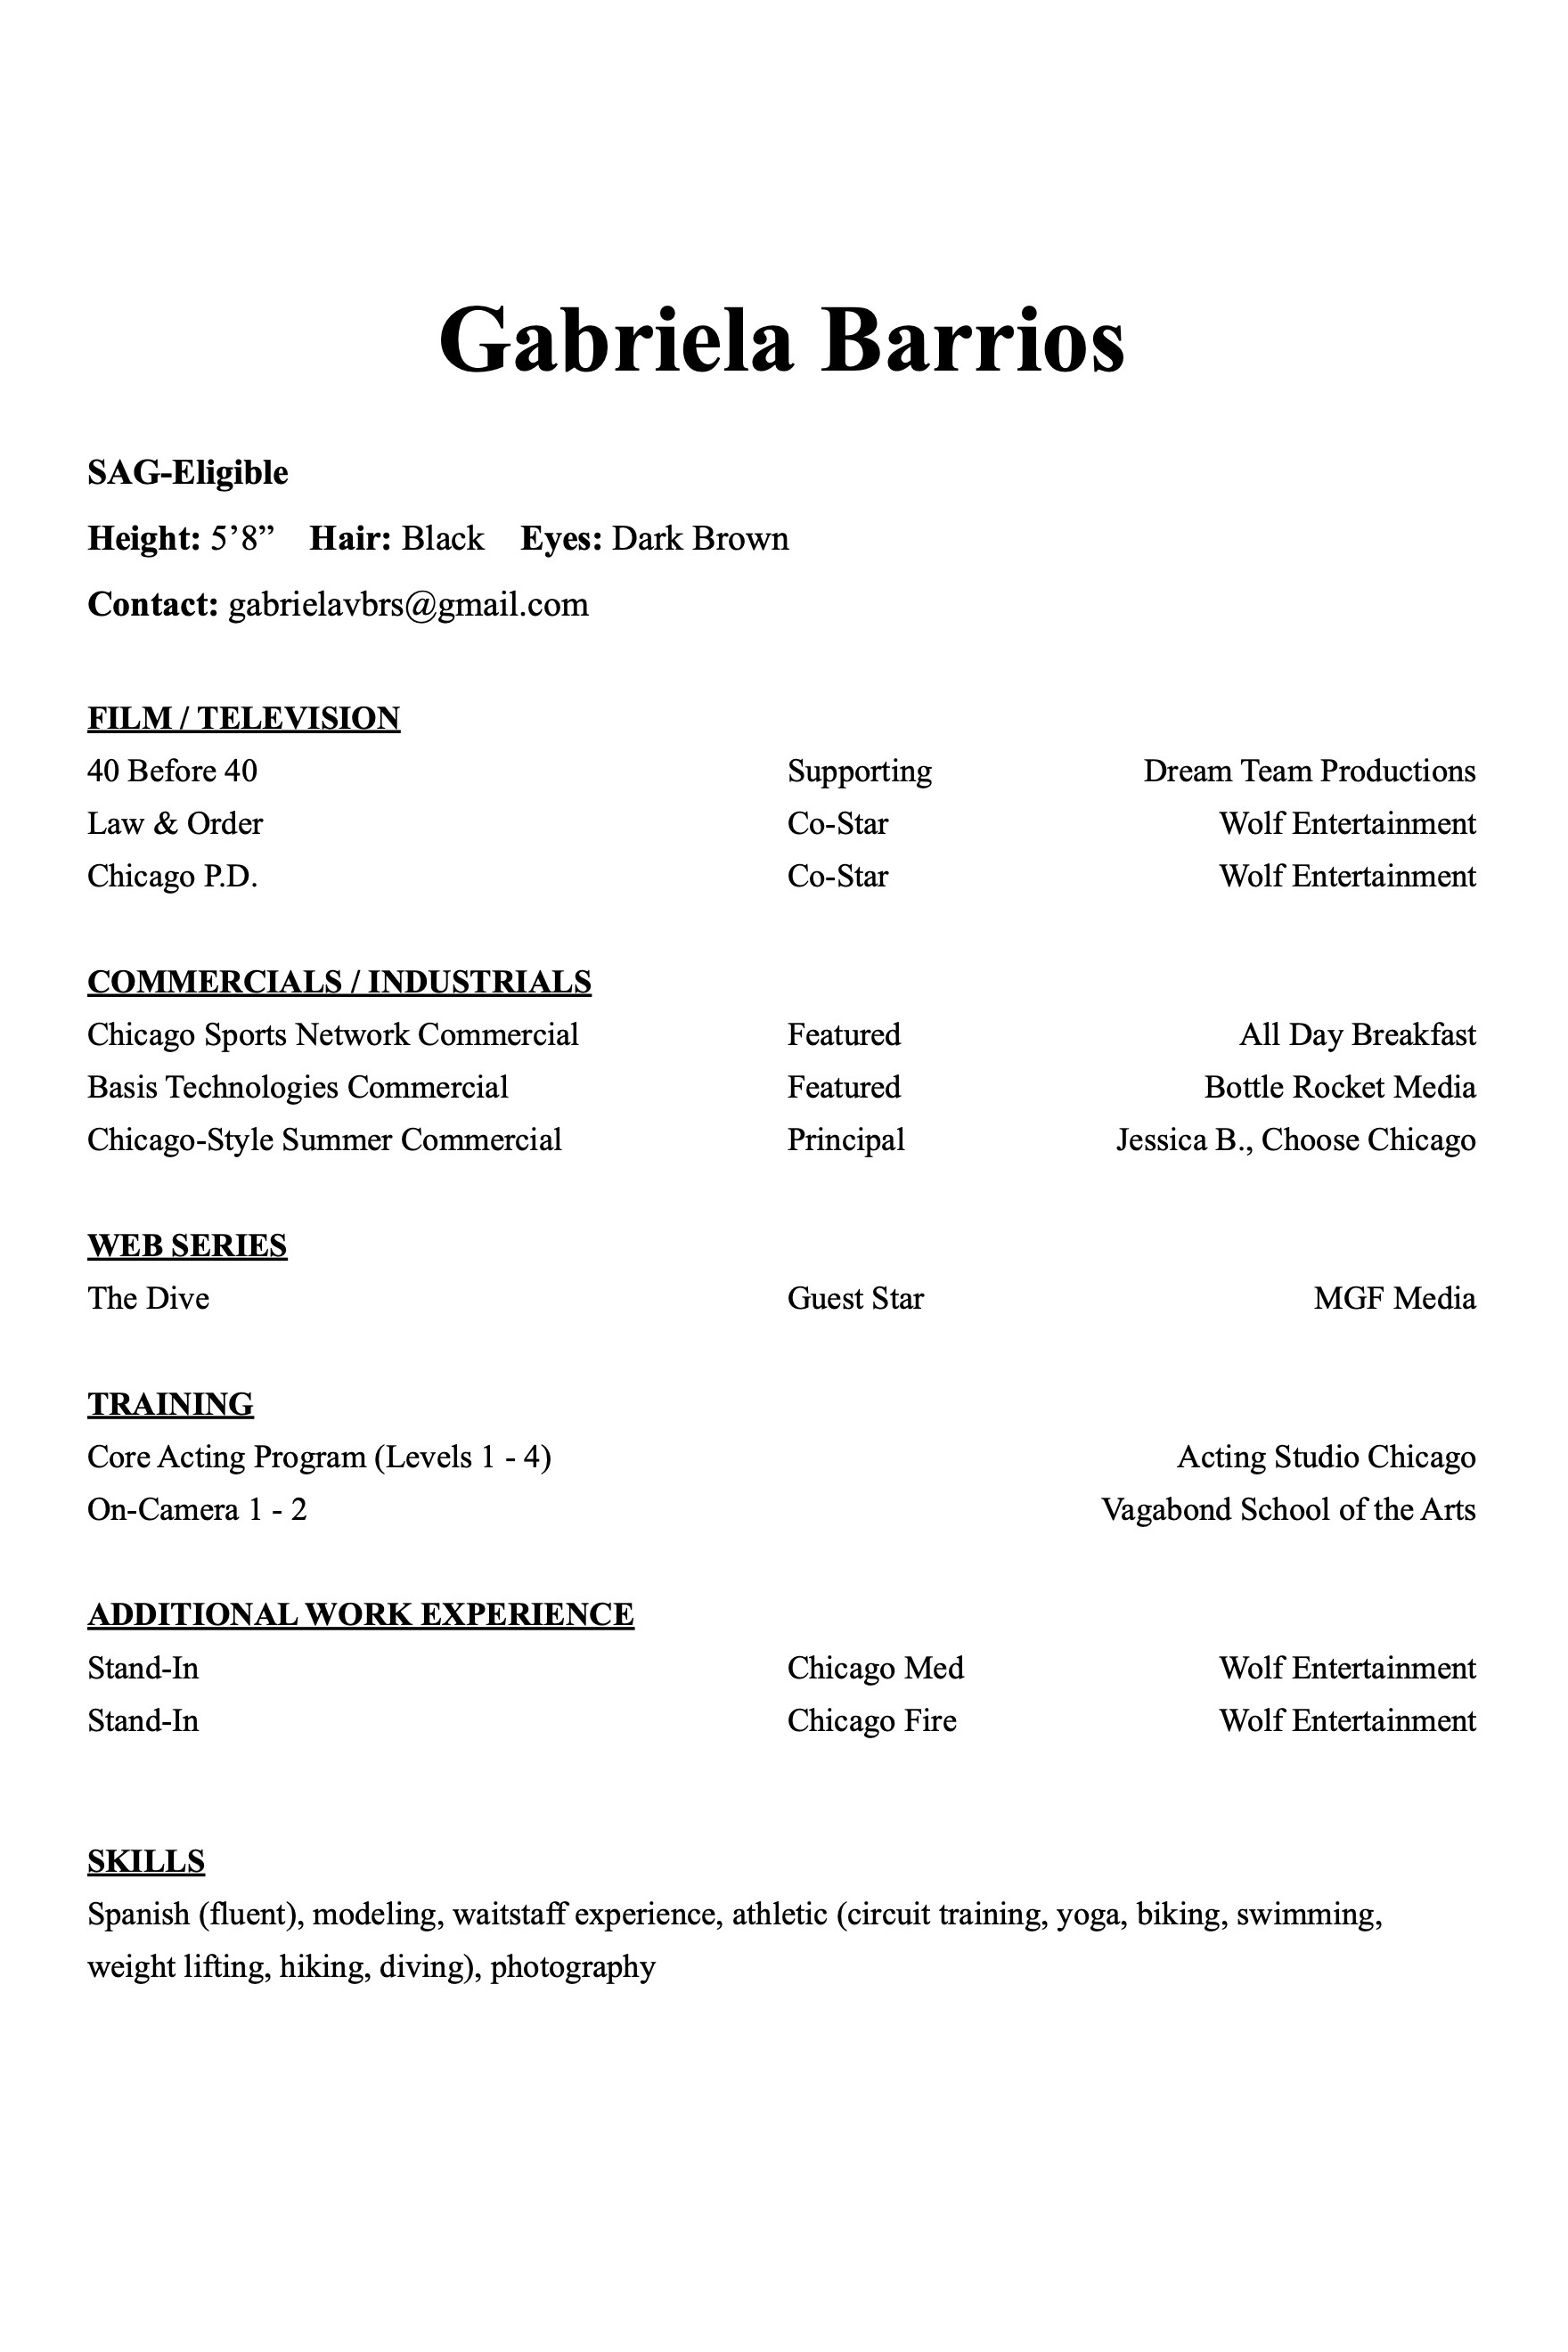 Gabriela Barrios
SAG-Eligible
Height: 5’8” Hair: Black Eyes: Dark Brown
Contact: gabrielavbrs@gmail.com
FILM / TELEVISION
40 Before 40 Supporting Dream Team Productions
Law & Order Co-Star Wolf Entertainment
Chicago P.D. Co-Star Wolf Entertainment
COMMERCIALS / INDUSTRIALS
Chicago Sports Network Commercial Featured All Day Breakfast
Basis Technologies Commercial Featured Bottle Rocket Media
Chicago-Style Summer Commercial Principal Jessica B., Choose Chicago
WEB SERIES
The Dive Guest Star MGF Media
TRAINING
Core Acting Program (Levels 1 - 4) Acting Studio Chicago
On-Camera 1 - 2 Vagabond School of the Arts
ADDITIONAL WORK EXPERIENCE
Stand-In Chicago Med Wolf Entertainment
Stand-In Chicago Fire Wolf Entertainment
SKILLS
Spanish (fluent), modeling, waitstaff experience, athletic (circuit training, yoga, biking, swimming,
weight lifting, hiking, diving), photography